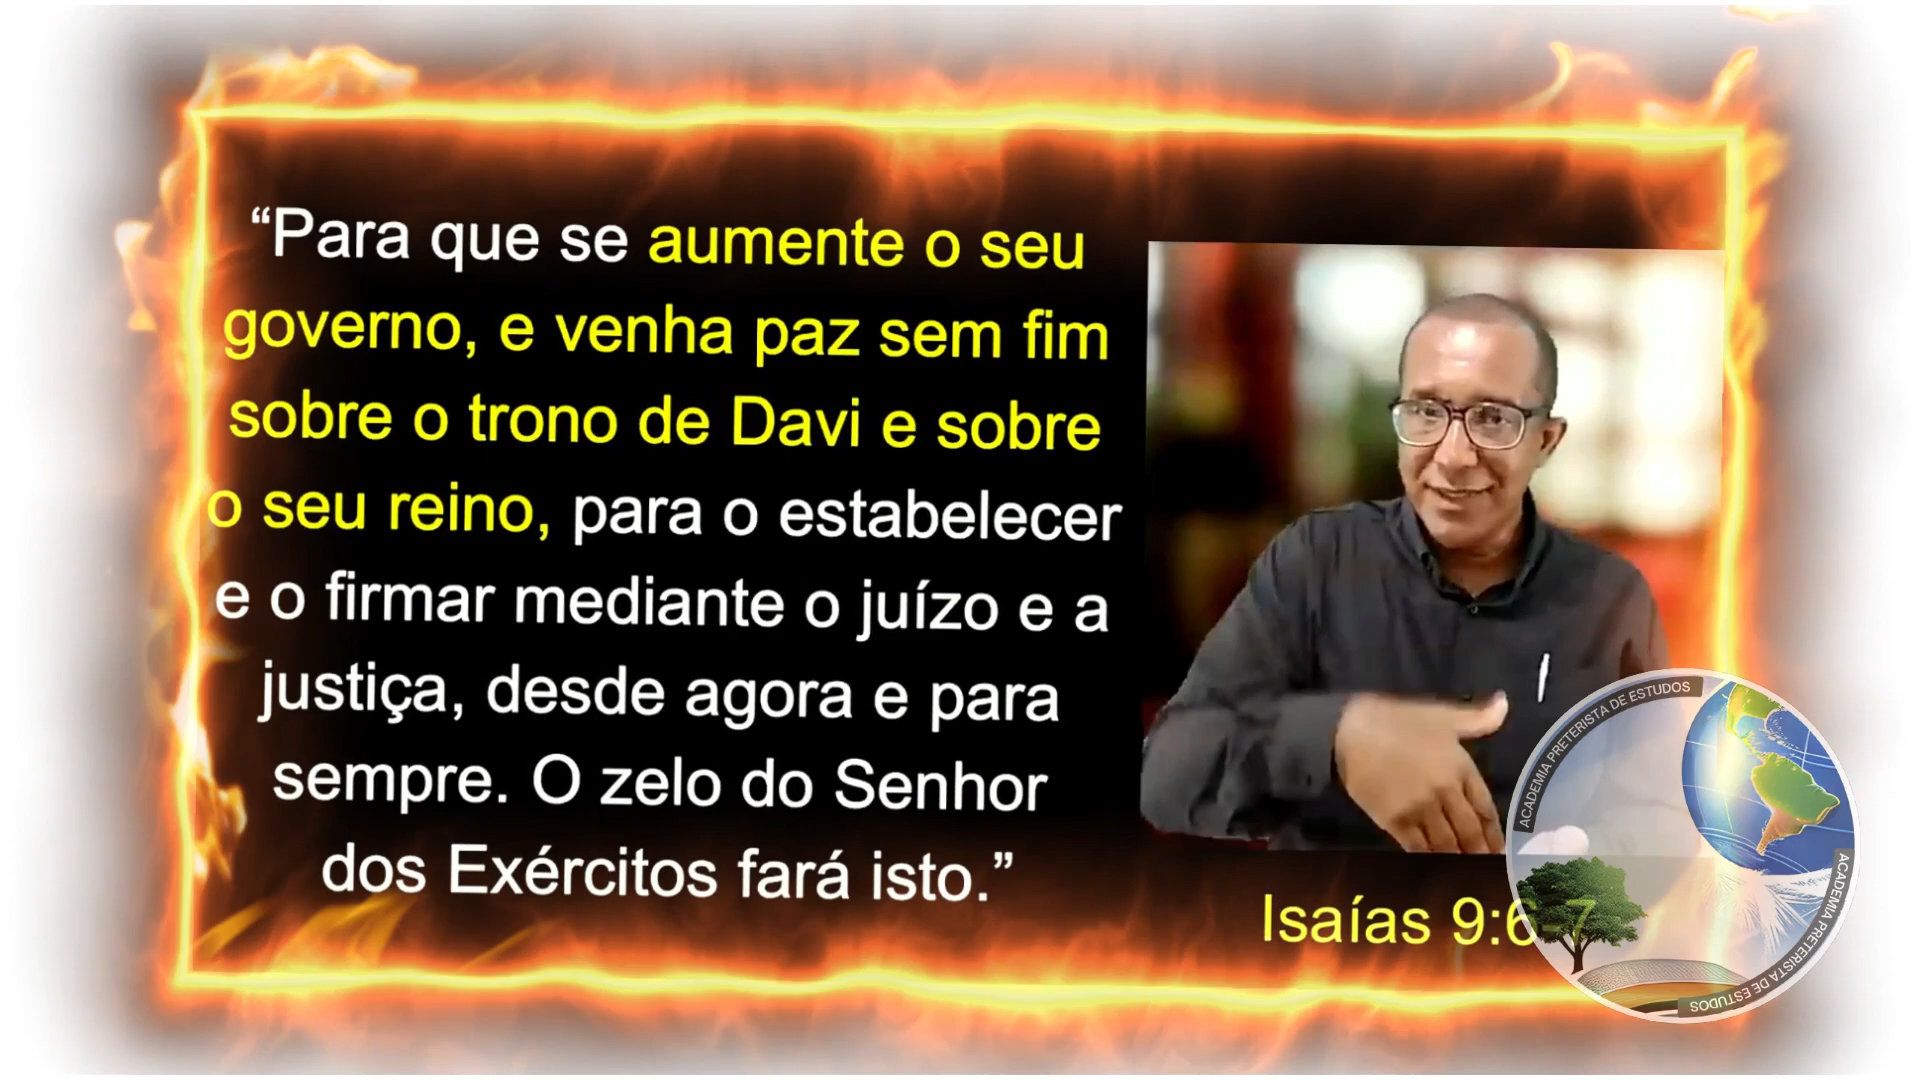 “Para que se aumente o seu
governo, e venha paz sem fim
sobre o trono de Davi e sobre
o seu reino, para o estabelecer
e o firmar mediante o juízo e a
justiça, desde agora e para
sempre. O zelo do Senhor
dos Exércitos fará isto.”
Isaías 9:6-7
ACADEMIA PRETERISTA DE ESTUDOS
ACADEMIA PRETERISTA DE ESTUDOS